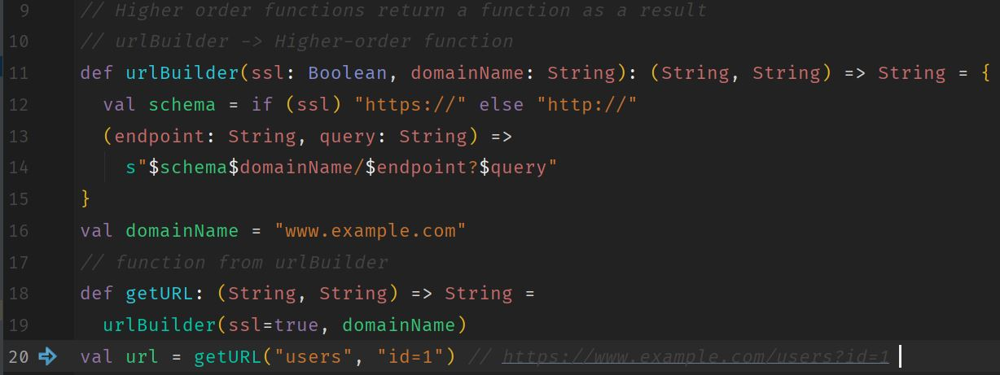 9 // Higher order functions return a function as a result
10 // urlBuilder -> Higher-order function
11 def urlBuilder(ssl: Boolean, domainName: String): (String, String) => String = {
12 val schema = if (ssl) "https://" else "http://"
13 (endpoint: String, query: String) =>
14 s"$schema$domainName/$endpoint?$query"
15 }
16 val domainName = "www.example.com"
17 // function from urlBuilder
18 def getURL: (String, String) => String =
19 urlBuilder(ssl=true, domainName)
20 val url = getURL("users", "id=1") // https://www.example.com/users?id=1